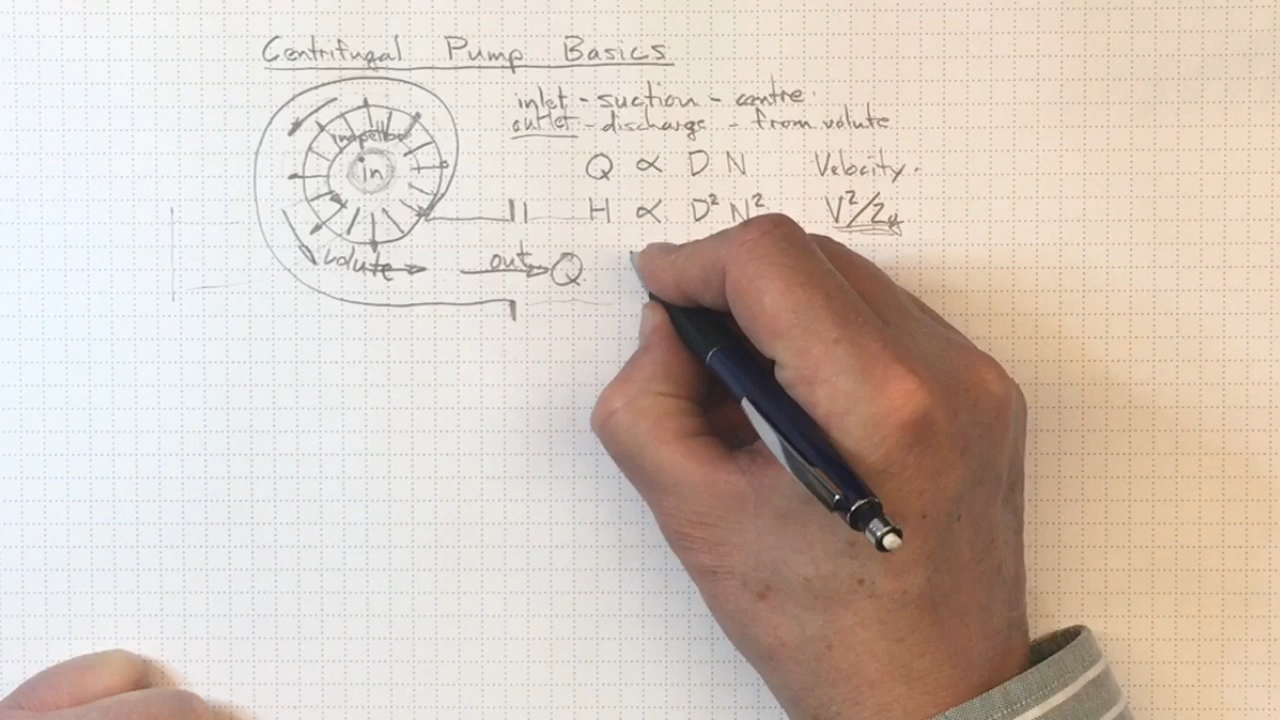 Centrifugal Pump Basics
inlet - suction - centre.
outlet - discharge - from volute
Impeller
in
Q ∝ D N Velocity.
H ∝ D² N² V²/2g
volute out Q